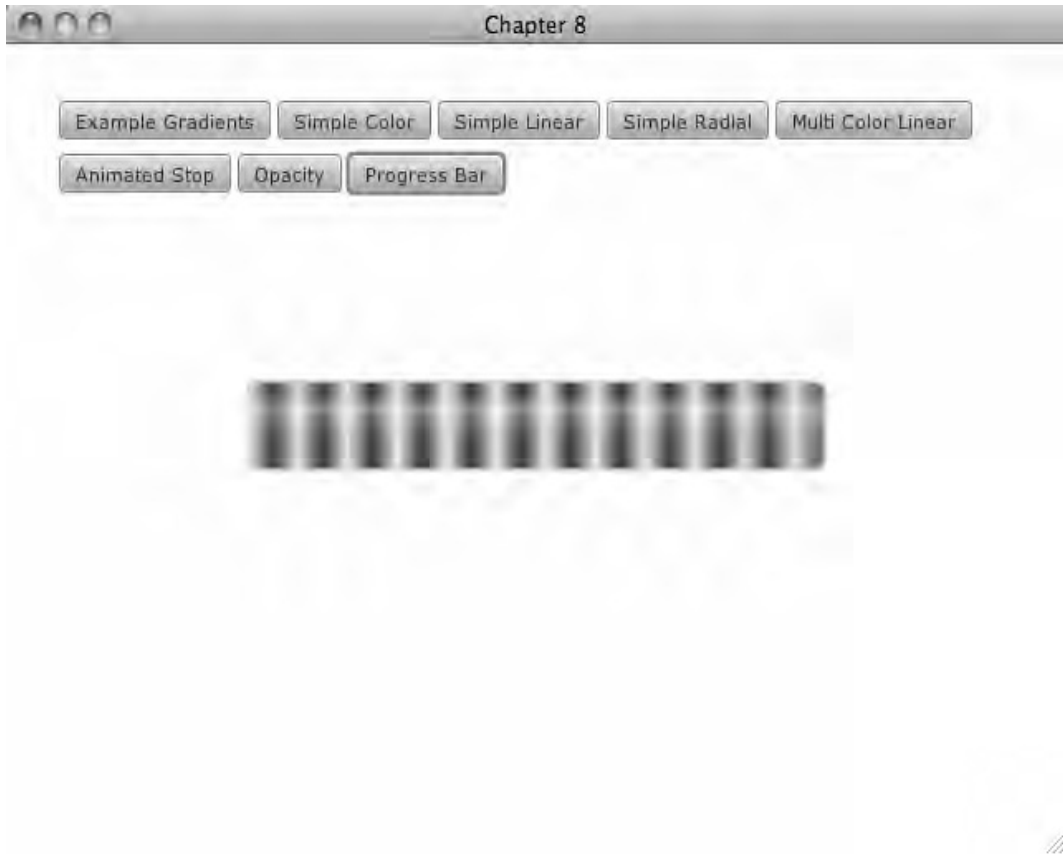 Chapter 8
Example Gradients Simple Color Simple Linear Simple Radial Multi Color Linear
Animated Stop Opacity Progress Bar